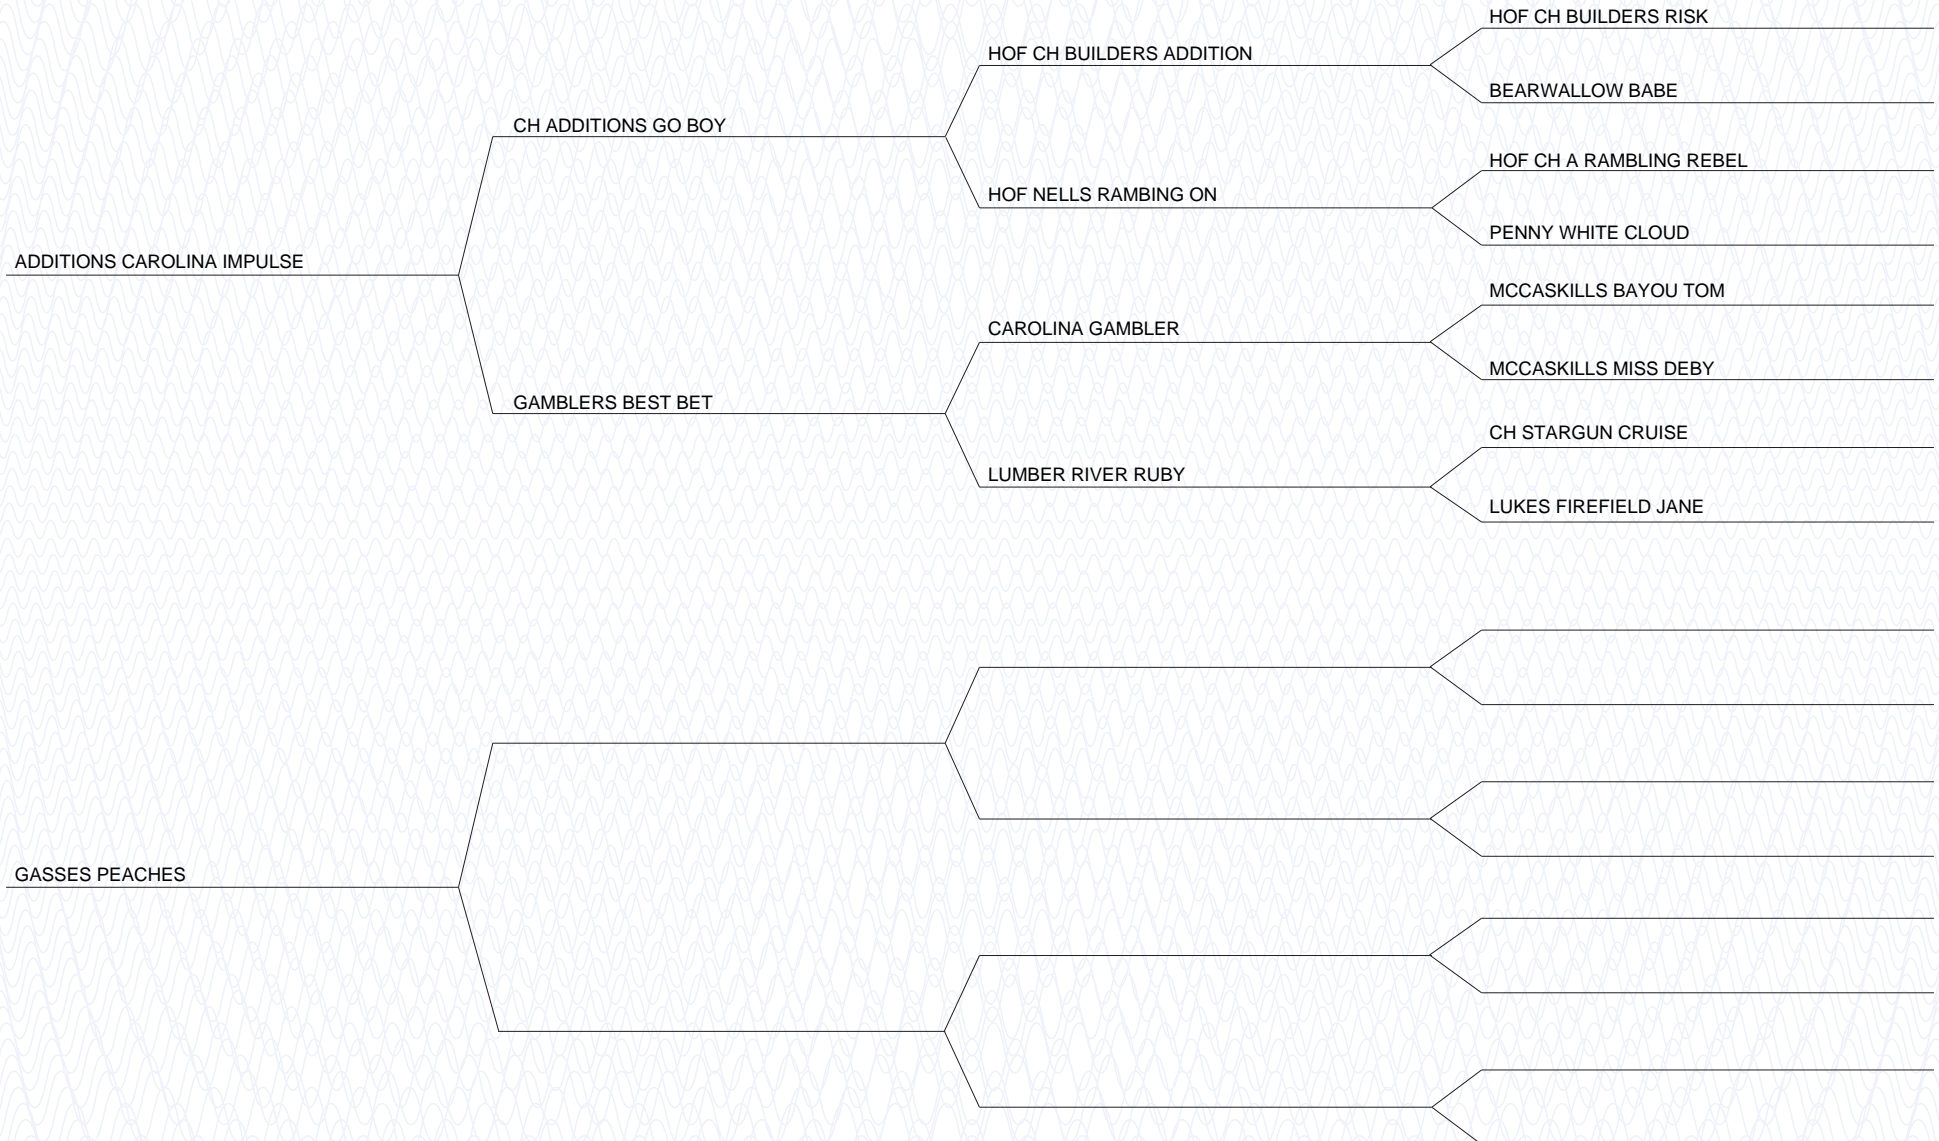 HOF CH BUILDERS RISK
HOF CH BUILDERS ADDITION
BEARWALLOW BABE
CH ADDITIONS GO BOY
HOF CH A RAMBLING REBEL
HOF NELLS RAMBING ON
PENNY WHITE CLOUD
ADDITIONS CAROLINA IMPULSE
MCCASKILLS BAYOU TOM
CAROLINA GAMBLER
MCCASKILLS MISS DEBY
GAMBLERS BEST BET
CH STARGUN CRUISE
LUMBER RIVER RUBY
LUKES FIREFIELD JANE
GASSES PEACHES